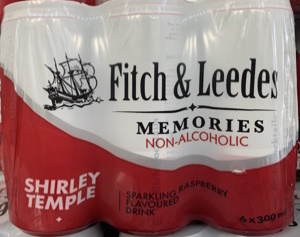 Fitch & Leedes
MEMORIES
NON-ALCOHOLIC
SHIRLEY
TEMPLE
SPARKLING RASPBERRY
FLAVOURED
DRINK
6 x 300 ml